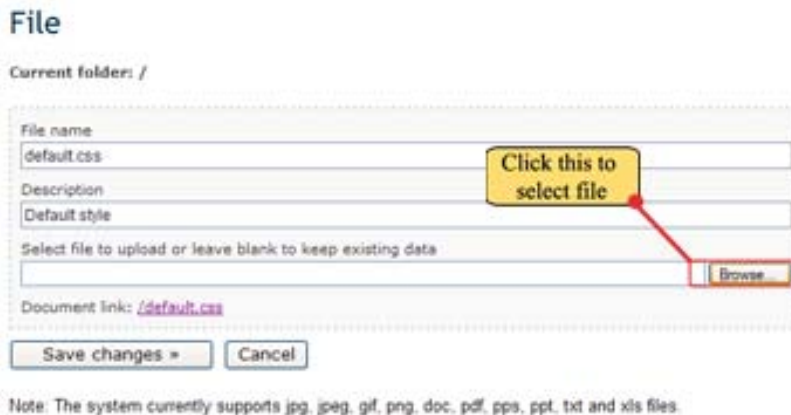 File
Current folder: /
File name
default.css
Click this to
select file
Description
Default style
Select file to upload or leave blank to keep existing data
Browse...
Document link: /default.css
Save changes »
Cancel
Note: The system currently supports jpg, jpeg, gif, png, doc, pdf, pps, ppt, txt and xls files.